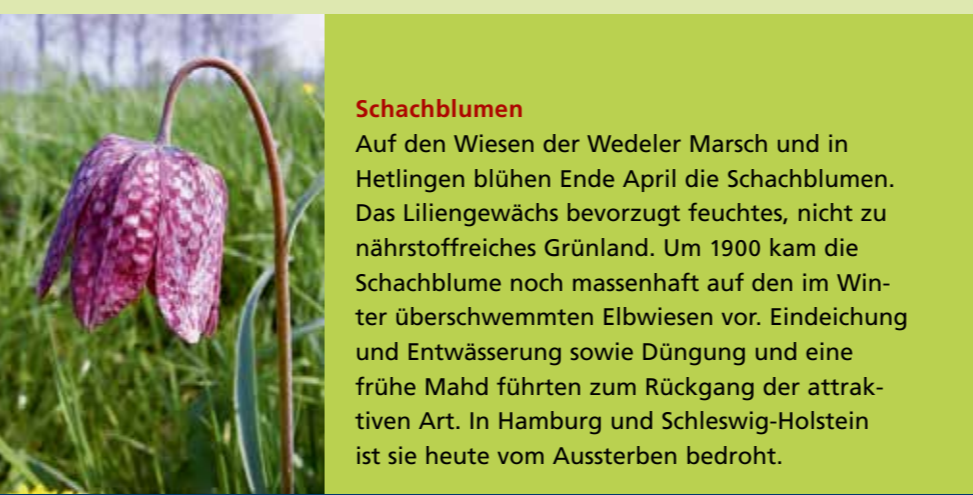 Schachblumen
Auf den Wiesen der Wedeler Marsch und in
Hetlingen blühen Ende April die Schachblumen.
Das Liliengewächs bevorzugt feuchtes, nicht zu
nährstoffreiches Grünland. Um 1900 kam die
Schachblume noch massenhaft auf den im Win-
ter überschwemmten Elbwiesen vor. Eindeichung
und Entwässerung sowie Düngung und eine
frühe Mahd führten zum Rückgang der attrak-
tiven Art. In Hamburg und Schleswig-Holstein
ist sie heute vom Aussterben bedroht.